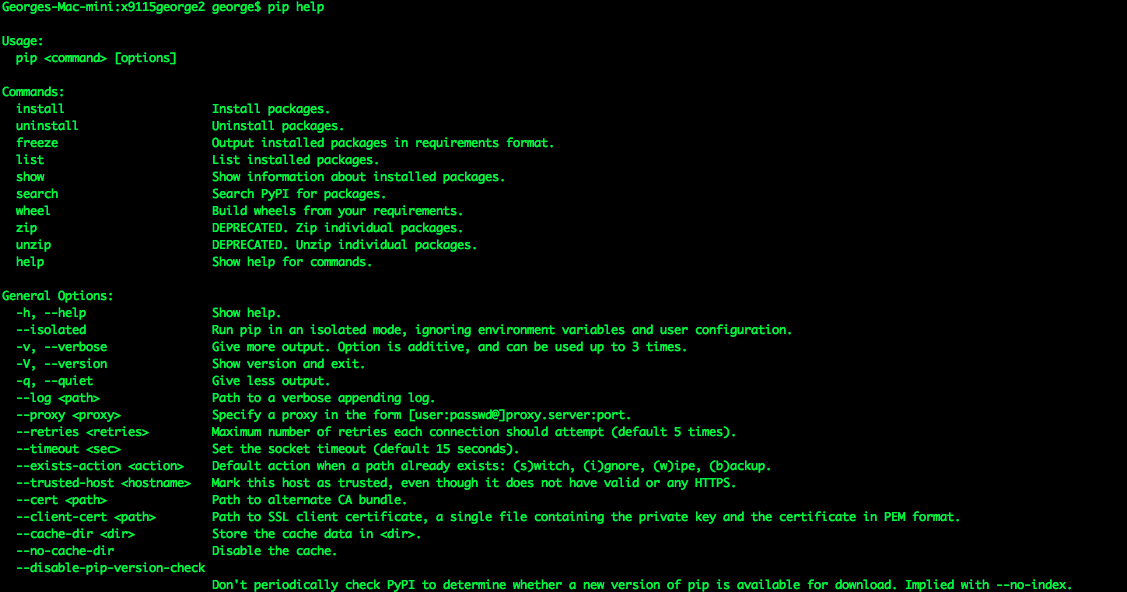 Georges-Mac-mini:x9115george2 george$ pip help
Usage:
pip <command> [options]
Commands:
install Install packages.
uninstall Uninstall packages.
freeze Output installed packages in requirements format.
list List installed packages.
show Show information about installed packages.
search Search PyPI for packages.
wheel Build wheels from your requirements.
zip DEPRECATED. Zip individual packages.
unzip DEPRECATED. Unzip individual packages.
help Show help for commands.
General Options:
-h, --help Show help.
--isolated Run pip in an isolated mode, ignoring environment variables and user configuration.
-v, --verbose Give more output. Option is additive, and can be used up to 3 times.
-V, --version Show version and exit.
-q, --quiet Give less output.
--log <path> Path to a verbose appending log.
--proxy <proxy> Specify a proxy in the form [user:passwd@]proxy.server:port.
--retries <retries> Maximum number of retries each connection should attempt (default 5 times).
--timeout <sec> Set the socket timeout (default 15 seconds).
--exists-action <action> Default action when a path already exists: (s)witch, (i)gnore, (w)ipe, (b)ackup.
--trusted-host <hostname> Mark this host as trusted, even though it does not have valid or any HTTPS.
--cert <path> Path to alternate CA bundle.
--client-cert <path> Path to SSL client certificate, a single file containing the private key and the certificate in PEM format.
--cache-dir <dir> Store the cache data in <dir>.
--no-cache-dir Disable the cache.
--disable-pip-version-check
Don't periodically check PyPI to determine whether a new version of pip is available for download. Implied with --no-index.